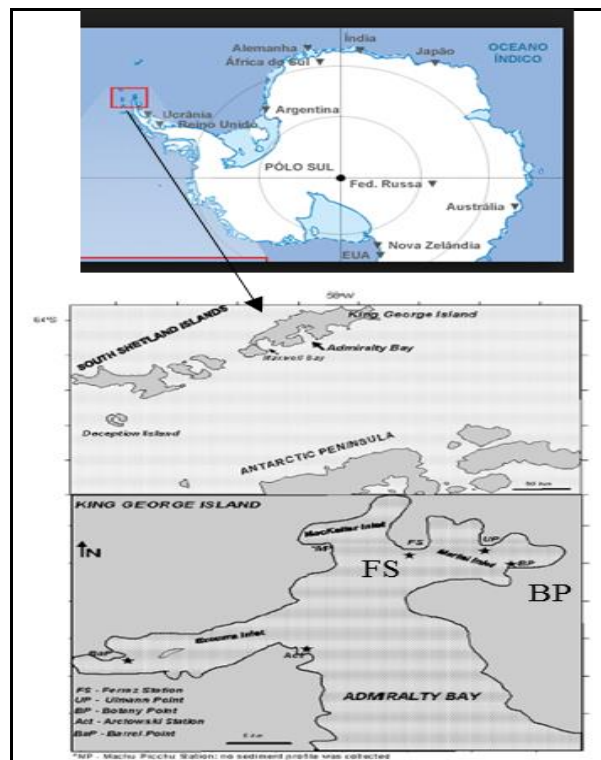 Alemanha
Índia
OCEANO
ÍNDICO
África do Sul
Japão
Ucrânia
Reino Unido
Argentina
PÓLO SUL
Fed. Russa
Austrália
Nova Zelândia
EUA
58°W
64°S
King George Island
SOUTH SHETLAND ISLANDS
Admiralty Bay
Maxwell Bay
Deception Island
ANTARCTIC PENINSULA
KING GEORGE ISLAND
N
MacKellar Inlet
*MP
FS
UP
Martel Inlet
BP
FS
BP
Ezcurra Inlet
BaP
Act
FS - Ferraz Station
UP - Ullmann Point
BP - Botany Point
Act - Arctowski Station
BaP - Barrel Point
ADMIRALTY BAY
*MP - Machu Picchu Station: no sediment profile was collected